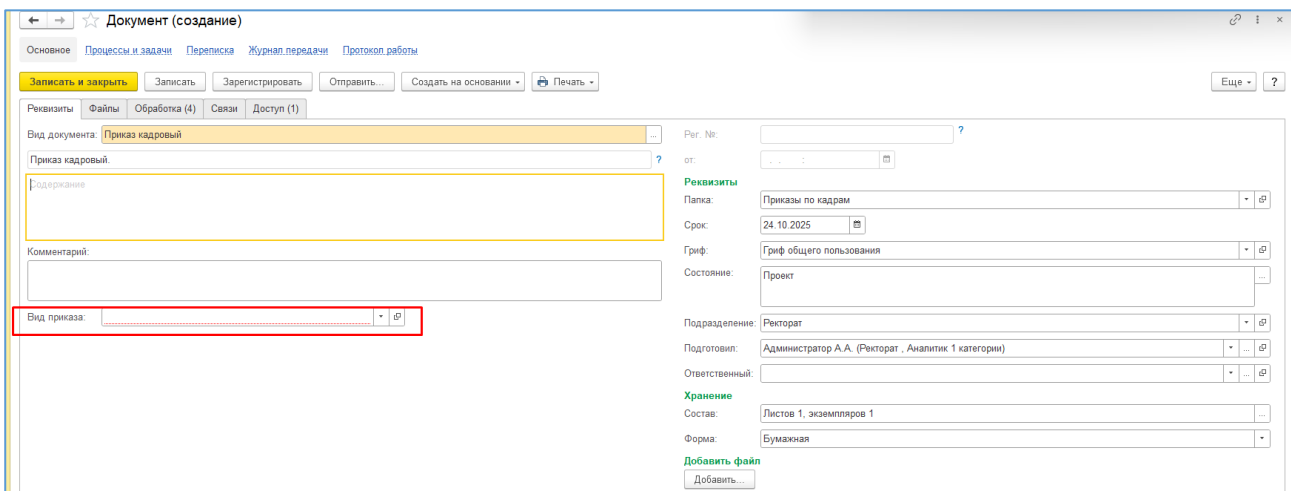 Документ (создание)
Основное Процессы и задачи Переписка Журнал передачи Протокол работы
Записать и закрыть Записать Зарегистрировать Отправить... Создать на основании Печать Еще ?
Реквизиты Файлы Обработка (4) Связи Доступ (1)
Вид документа: Приказ кадровый ...
Приказ кадровый. ?
Содержание
Комментарий:
Вид приказа:
Рег. №: ?
от: . . :
Реквизиты
Папка: Приказы по кадрам
Срок: 24.10.2025
Гриф: Гриф общего пользования
Состояние: Проект ...
Подразделение: Ректорат
Подготовил: Администратор А.А. (Ректорат , Аналитик 1 категории) ...
Ответственный: ...
Хранение
Состав: Листов 1, экземпляров 1 ...
Форма: Бумажная
Добавить файл
Добавить...